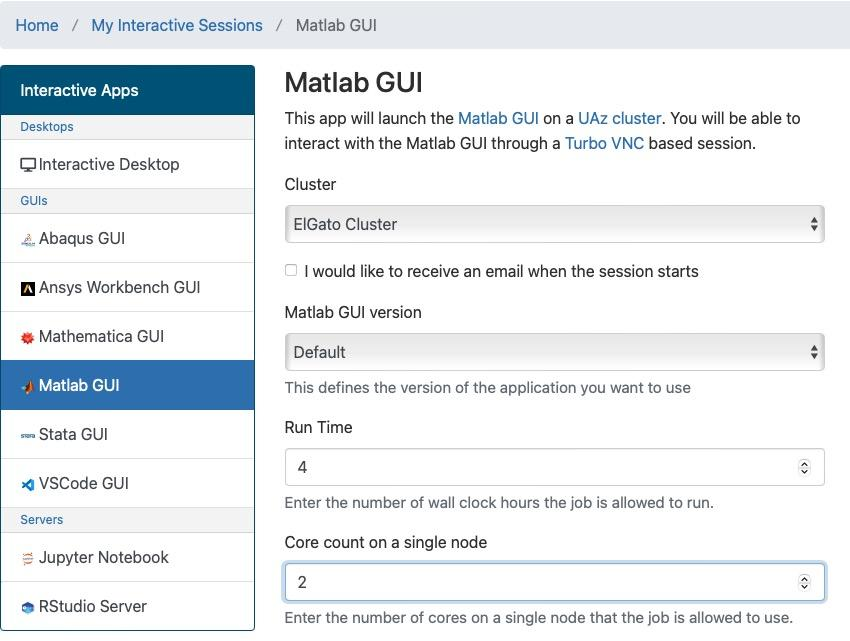 Home / My Interactive Sessions / Matlab GUI
Interactive Apps
Desktops
Interactive Desktop
GUIs
Abaqus GUI
Ansys Workbench GUI
Mathematica GUI
Matlab GUI
Stata GUI
VSCode GUI
Servers
Jupyter Notebook
RStudio Server
Matlab GUI
This app will launch the Matlab GUI on a UAz cluster. You will be able to
interact with the Matlab GUI through a Turbo VNC based session.
Cluster
ElGato Cluster
I would like to receive an email when the session starts
Matlab GUI version
Default
This defines the version of the application you want to use
Run Time
4
Enter the number of wall clock hours the job is allowed to run.
Core count on a single node
2
Enter the number of cores on a single node that the job is allowed to use.